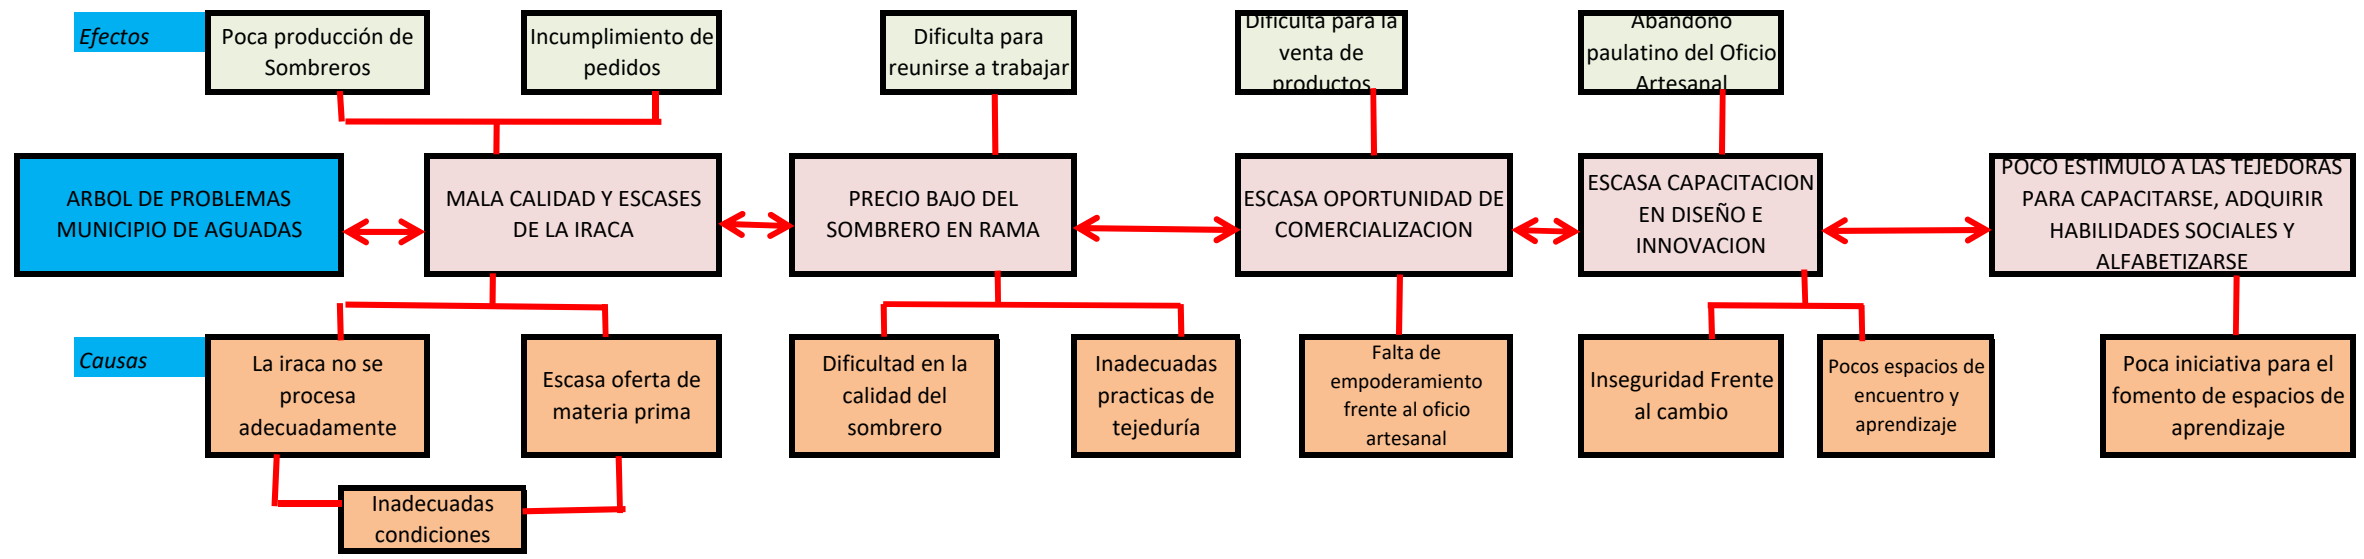 Efectos
Poca producción de
Sombreros
Incumplimiento de
pedidos
Dificulta para
reunirse a trabajar
Dificulta para la
venta de
productos
Abandono
paulatino del Oficio
Artesanal
ARBOL DE PROBLEMAS
MUNICIPIO DE AGUADAS
MALA CALIDAD Y ESCASES
DE LA IRACA
PRECIO BAJO DEL
SOMBRERO EN RAMA
ESCASA OPORTUNIDAD DE
COMERCIALIZACION
ESCASA CAPACITACION
EN DISEÑO E
INNOVACION
POCO ESTIMULO A LAS TEJEDORAS
PARA CAPACITARSE, ADQUIRIR
HABILIDADES SOCIALES Y
ALFABETIZARSE
Causas
La iraca no se
procesa
adecuadamente
Escasa oferta de
materia prima
Dificultad en la
calidad del
sombrero
Inadecuadas
practicas de
tejeduría
Falta de
empoderamiento
frente al oficio
artesanal
Inseguridad Frente
al cambio
Pocos espacios de
encuentro y
aprendizaje
Poca iniciativa para el
fomento de espacios de
aprendizaje
Inadecuadas
condiciones